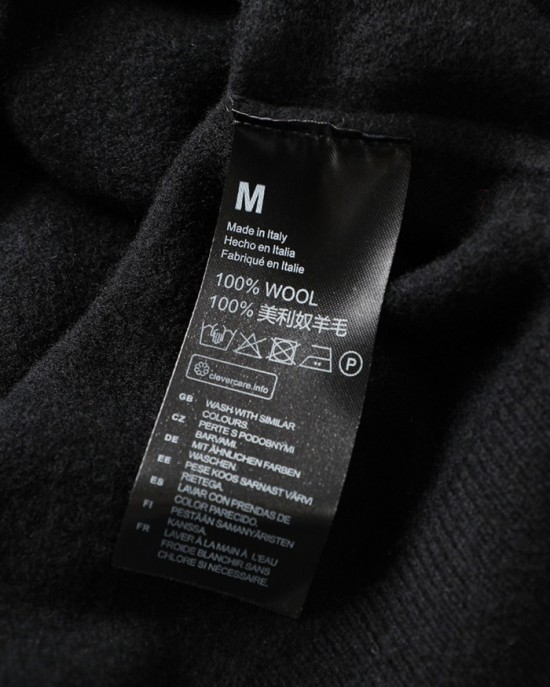 M
Made in Italy
Hecho en Italia
Fabriqué en Italie
100% WOOL
100% 美利奴羊毛
P
clevercare.info
GB WASH WITH SIMILAR
COLOURS.
CZ PERTE S PODOBNÝMI
BARVAMI.
DE MIT ÄHNLICHEN FARBEN
WASCHEN.
EE PESE KOOS SARNAST VÄRVI
RIETEGA.
ES LAVAR CON PRENDAS DE
COLOR PARECIDO.
FI PESTÄÄN SAMANVÄRISTEN
KANSSA.
FR LAVER À LA MAIN À L'EAU
FROIDE BLANCHIR SANS
CHLORE SI NÉCESSAIRE.